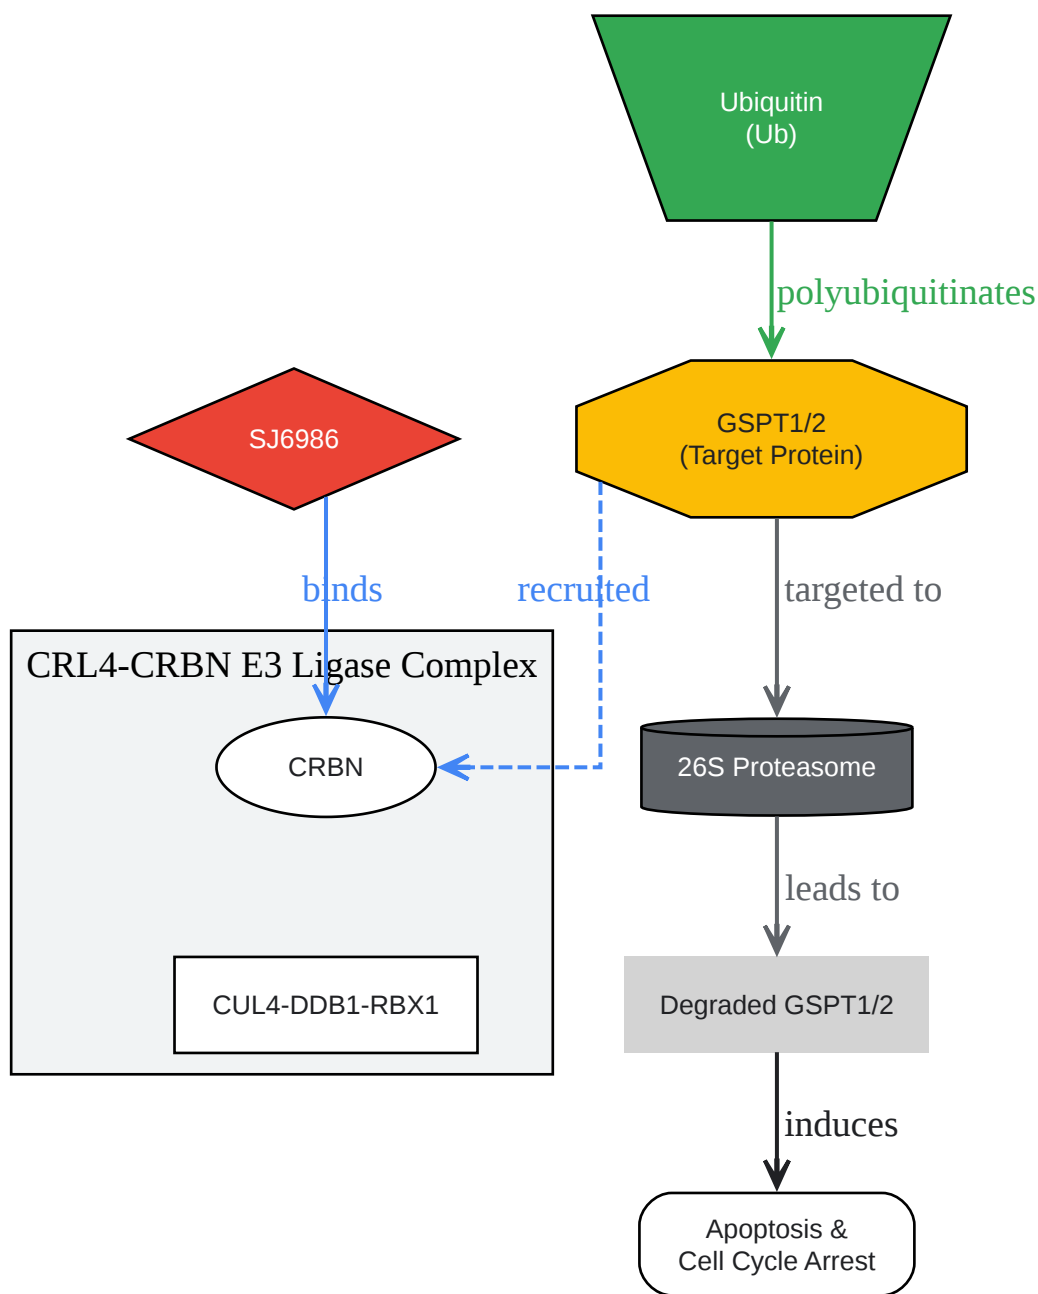 Ubiquitin
(Ub)
polyubiquitinates
SJ6986
GSPT1/2
(Target Protein)
binds
recruited
targeted to
CRL4-CRBN E3 Ligase Complex
CRBN
26S Proteasome
leads to
CUL4-DDB1-RBX1
Degraded GSPT1/2
induces
Apoptosis &
Cell Cycle Arrest